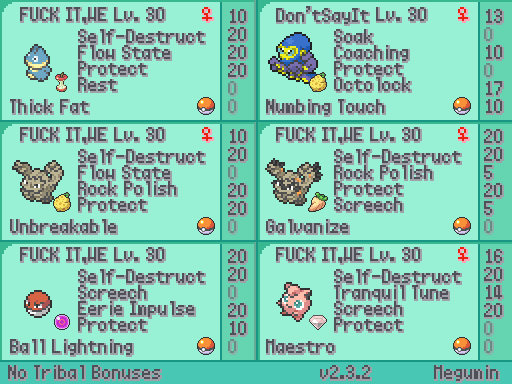 FUCK IT,WE Lv. 30 ♀
Self-Destruct
Flow State
Protect
Rest
Thick Fat
10
20
20
20
0
0
Don'tSayIt Lv. 30
Soak
Coaching
Protect
Octolock
Numbing Touch
13
0
10
0
17
10
FUCK IT,WE Lv. 30 ♀
Self-Destruct
Flow State
Rock Polish
Protect
Unbreakable
10
20
0
20
20
0
FUCK IT,WE Lv. 30 ♀
Self-Destruct
Rock Polish
Protect
Screech
Galvanize
20
20
5
20
5
0
FUCK IT,WE Lv. 30
Self-Destruct
Screech
Eerie Impulse
Protect
Ball Lightning
20
20
0
20
10
0
FUCK IT,WE Lv. 30 ♀
Self-Destruct
Tranquil Tune
Screech
Protect
Maestro
16
20
14
20
0
0
No Tribal Bonuses
v2.3.2
Megumin